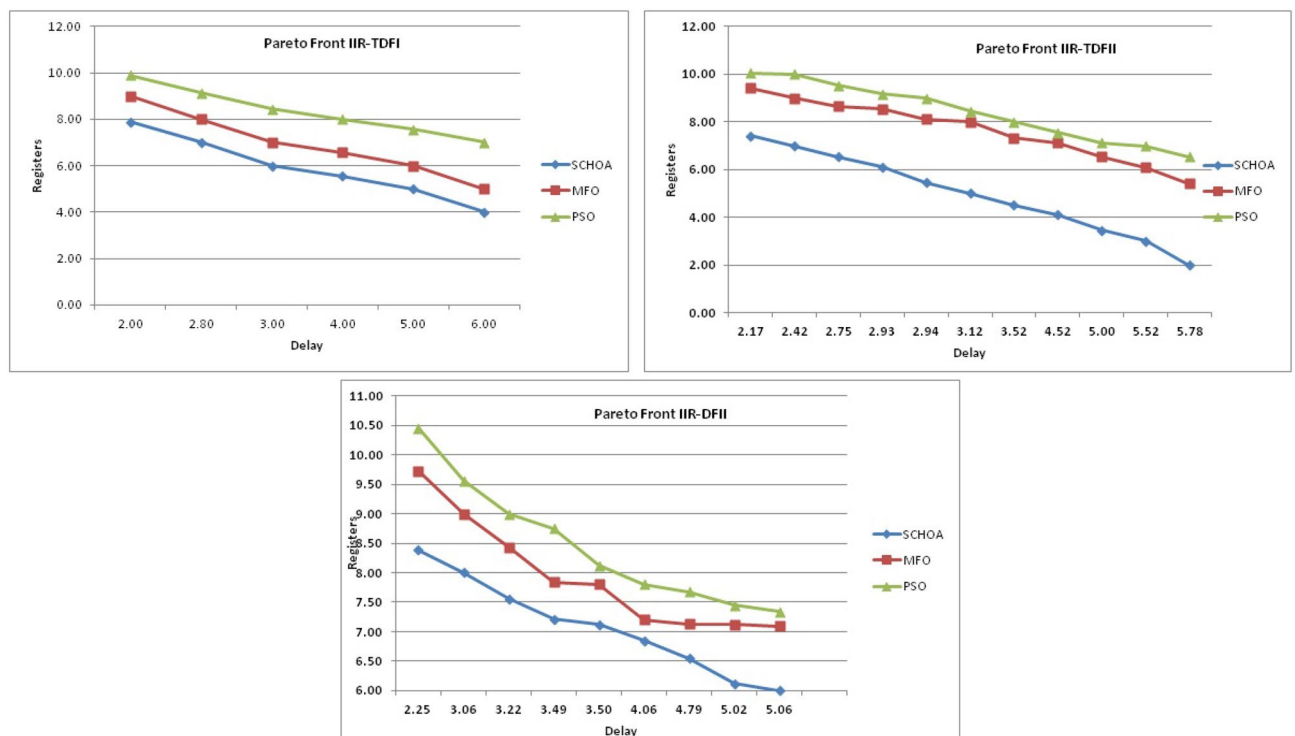 Pareto Front IIR-TDFI
12.00
10.00
8.00
6.00
4.00
2.00
0.00
Registers
2.00 2.80 3.00 4.00 5.00 6.00
Delay
SCHOA
MFO
PSO
Pareto Front IIR-TDFII
12.00
10.00
8.00
6.00
4.00
2.00
0.00
Registers
2.17 2.42 2.75 2.93 2.94 3.12 3.52 4.52 5.00 5.52 5.78
Delay
SCHOA
MFO
PSO
Pareto Front IIR-DFII
11.00
10.50
10.00
9.50
9.00
8.50
8.00
7.50
7.00
6.50
6.00
Registers
2.25 3.06 3.22 3.49 3.50 4.06 4.79 5.02 5.06
Delay
SCHOA
MFO
PSO